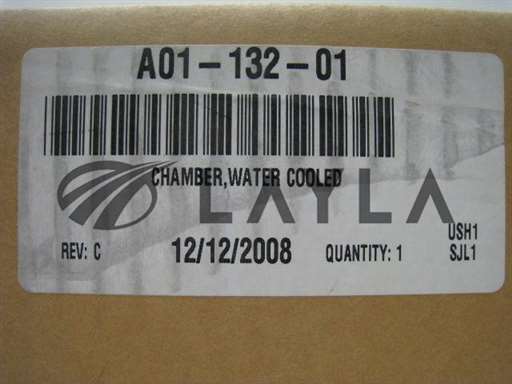 A01-132-01
CHAMBER,WATER COOLED
LAYLA
USH1
REV: C 12/12/2008 QUANTITY: 1 SJL1